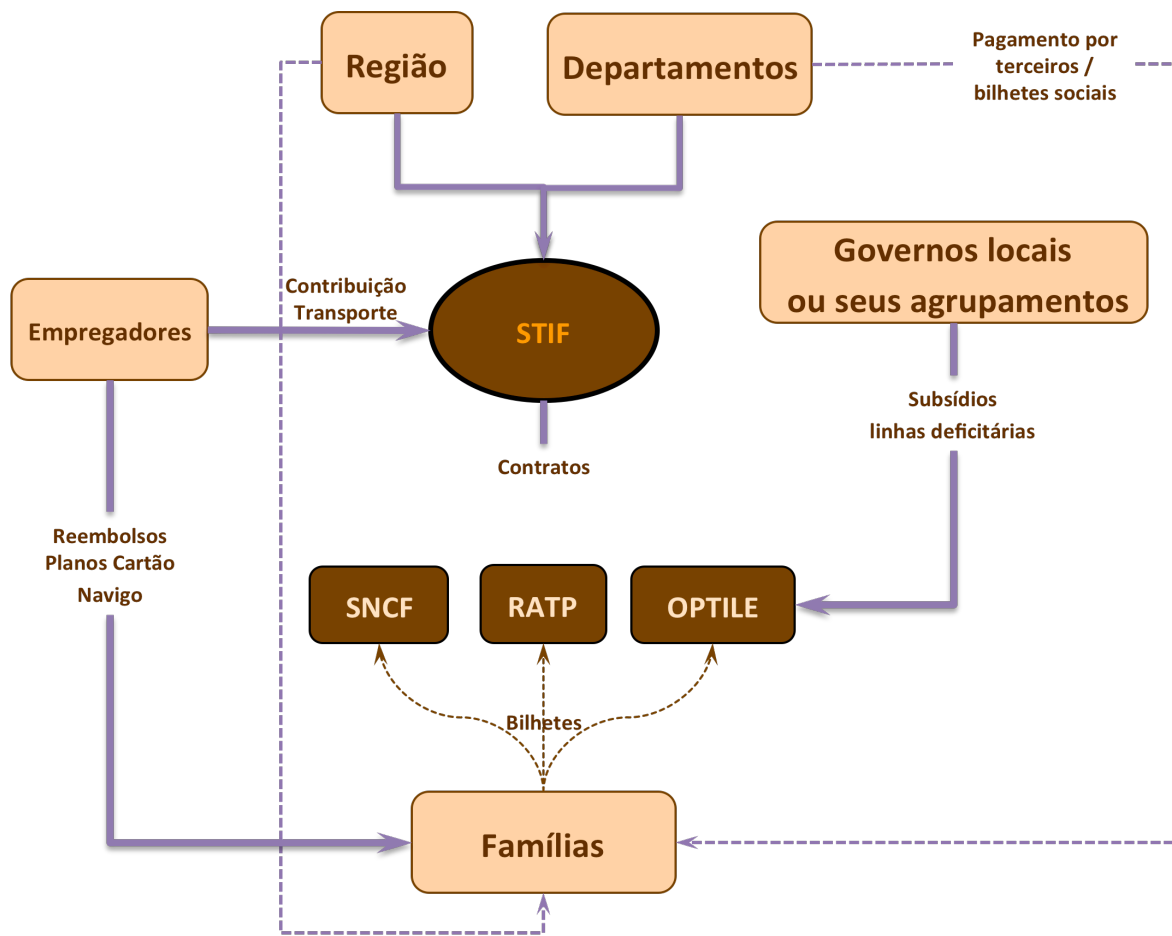 Região
Departamentos
Pagamento por
terceiros /
bilhetes sociais
Governos locais
ou seus agrupamentos
Contribuição
Transporte
Empregadores
STIF
Subsídios
linhas deficitárias
Contratos
Reembolsos
Planos Cartão
Navigo
SNCF
RATP
OPTILE
Bilhetes
Famílias